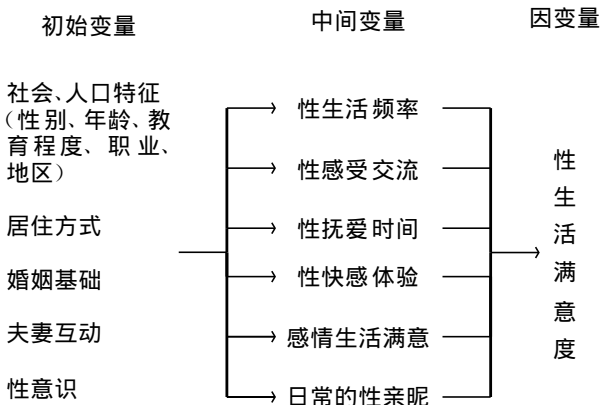 初始变量
中间变量
因变量
社会、人口特征
（性别、年龄、教
育程度、职业、
地区）
居住方式
婚姻基础
夫妻互动
性意识
性生活频率
性感受交流
性抚爱时间
性快感体验
感情生活满意
日常的性亲昵
性
生
活
满
意
度